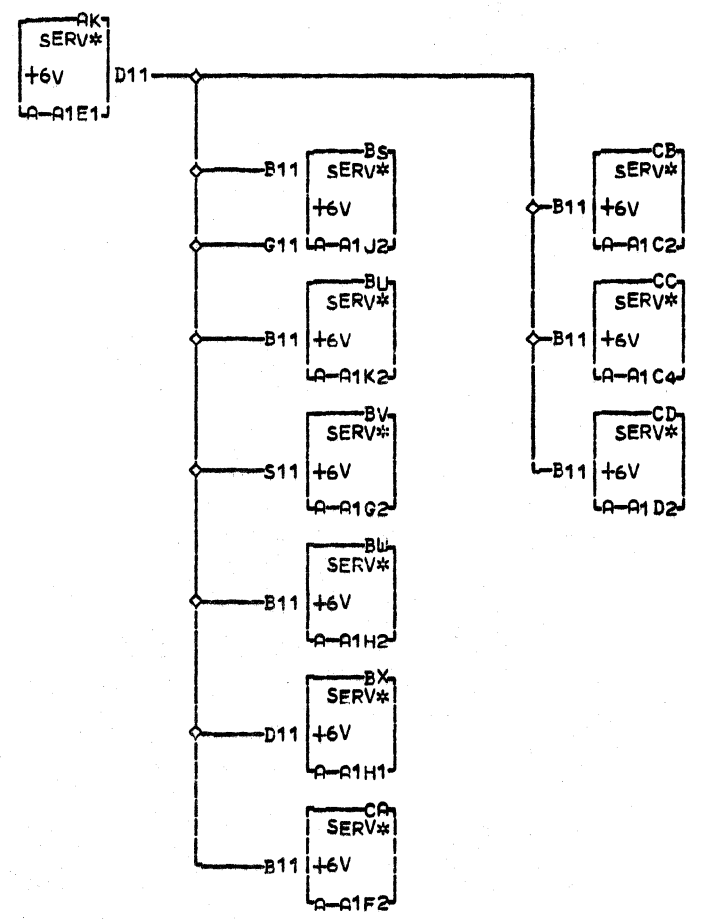 AK
SERV*
+6V D11
A-A1E1
BS
B11 SERV*
+6V
G11 A-A1J2
BU
SERV*
B11 +6V
A-A1K2
BV
SERV*
S11 +6V
A-A1G2
BW
SERV*
B11 +6V
A-A1H2
BX
SERV*
D11 +6V
A-A1H1
CA
SERV*
B11 +6V
A-A1F2
CB
SERV*
B11 +6V
A-A1C2
CC
SERV*
B11 +6V
A-A1C4
CD
SERV*
B11 +6V
A-A1D2